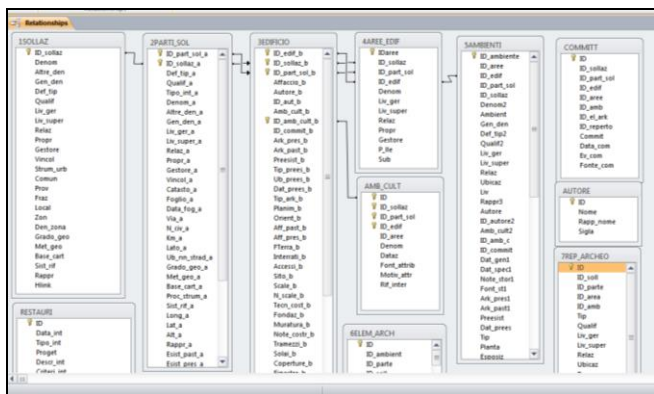 Relationships
1SOLLAZ
ID_sollaz
Denom
Altre_den
Gen_den
Def_tip
Qualif
Liv_ger
Liv_super
Relaz
Propr
Gestore
Vincol
Strum_urb
Comun
Prov
Fraz
Local
Zon
Den_zona
Grado_geo
Met_geo
Base_cart
Sist_rif
Rappr
Hlink
RESTAURI
ID
Data_int
Tipo_int
Proget
Descr_int
Criteri_int
2PARTI_SOL
ID_part_sol_a
ID_sollaz_a
Def_tip_a
Qualif_a
Tipo_int_a
Denom_a
Altre_den_a
Gen_den_a
Liv_ger_a
Liv_super_a
Relaz_a
Propr_a
Gestore_a
Vincol_a
Catasto_a
Foglio_a
Data_fog_a
Via_a
N_civ_a
Km_a
Lato_a
Ub_nn_strad_a
Grado_geo_a
Met_geo_a
Base_cart_a
Proc_strum_a
Sist_rif_a
Long_a
Lat_a
Alt_a
Rappr_a
Esist_past_a
Esist_pres_a
3EDIFICIO
ID_edif_b
ID_sollaz_b
ID_part_sol_b
Affaccio_b
Autore_b
ID_aut_b
Amb_cult_b
ID_amb_cult_b
ID_commit_b
Ark_pres_b
Ark_past_b
Preesist_b
Tip_prees_b
Ub_prees_b
Dat_prees_b
Tip_ark_b
Planim_b
Orient_b
Aff_past_b
Aff_pres_b
FTerra_b
Interrati_b
Accessi_b
Sito_b
Scale_b
N_scale_b
Tecn_cost_b
Fondaz_b
Muratura_b
Note_costr_b
Tramezzi_b
Solai_b
Coperture_b
4AREE_EDIF
IDaree
ID_sollaz
ID_part_sol
ID_edif
Denom
Liv_ger
Liv_super
Relaz
Propr
Gestore
P_lle
Sub
AMB_CULT
ID
ID_sollaz
ID_part_sol
ID_edif
ID_aree
Denom
Dataz
Font_attrib
Motiv_attr
Rif_inter
6ELEM_ARCH
ID
ID_ambient
ID_parte
5AMBIENTI
ID_ambiente
ID_aree
ID_edif
ID_part_sol
ID_sollaz
Denom2
Ambient
Gen_den
Def_tip2
Qualif2
Liv_ger
Liv_super
Relaz
Ubicaz
Liv
Rappr3
Autore
ID_autore2
Amb_cult2
ID_amb_c
ID_commit
Dat_gen1
Dat_spec1
Note_stor1
Font_st1
Ark_pres1
Ark_past1
Preesist
Dat_prees
Tip
Planta
Esposiz
COMMITT
ID
ID_sollaz
ID_part_sol
ID_edif
ID_aree
ID_amb
ID_el_ark
ID_reperto
Commit
Data_com
Ev_com
Fonte_com
AUTORE
ID
Nome
Rapp_nome
Sigla
7REP_ARCHEO
ID
ID_soll
ID_parte
ID_area
ID_amb
Tip
Qualif
Liv_ger
Liv_super
Relaz
Ubicaz